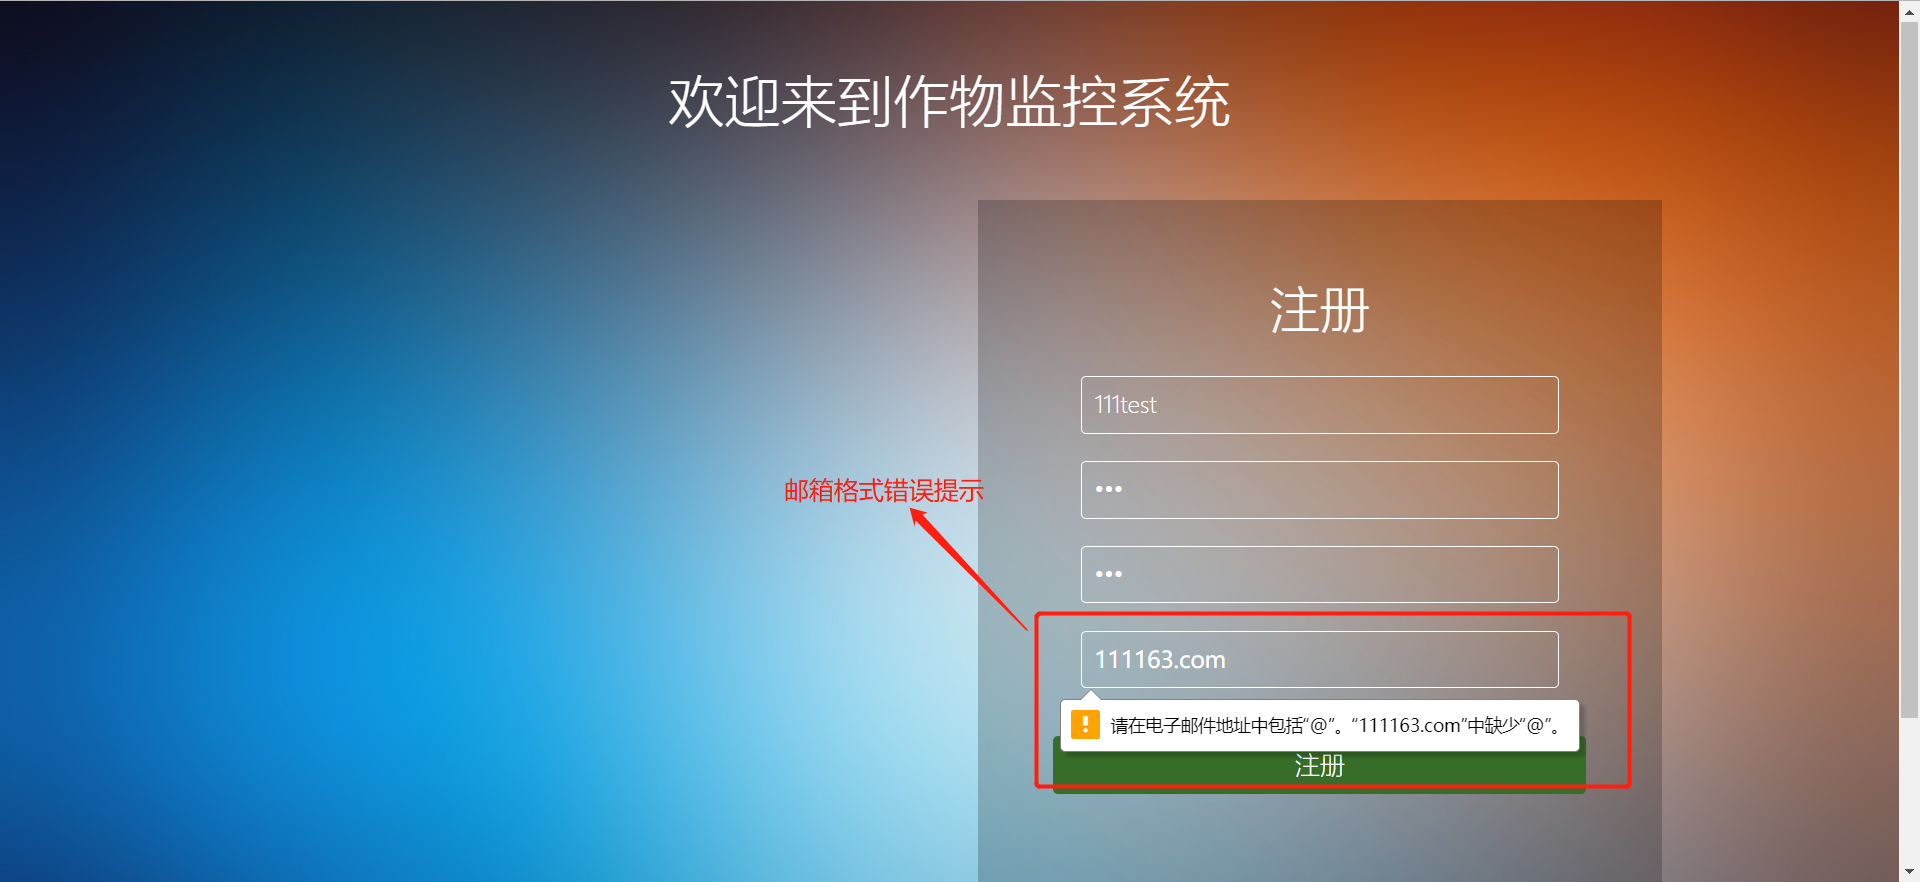 欢迎来到作物监控系统
注册
111test
•••
邮箱格式错误提示
•••
111163.com
请在电子邮件地址中包括“@”。“111163.com”中缺少“@”。
注册